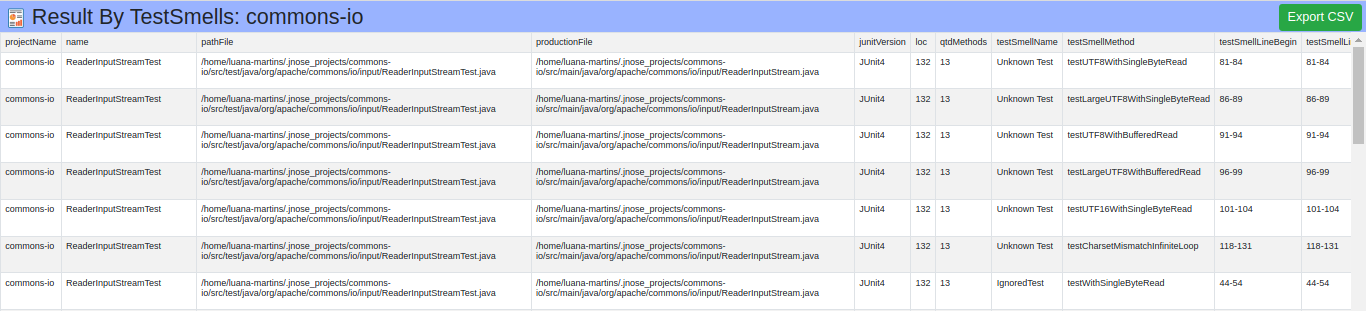 Result By TestSmells: commons-io
Export CSV
projectName name pathFile productionFile junitVersion loc qtdMethods testSmellName testSmellMethod testSmellLineBegin testSmellLi
commons-io ReaderInputStreamTest /home/luana-martins/.jnose_projects/commons- /home/luana-martins/.jnose_projects/commons- JUnit4 132 13 Unknown Test testUTF8WithSingleByteRead 81-84 81-84
io/src/test/java/org/apache/commons/io/input/ReaderInputStreamTest.java io/src/main/java/org/apache/commons/io/input/ReaderInputStream.java
commons-io ReaderInputStreamTest /home/luana-martins/.jnose_projects/commons- /home/luana-martins/.jnose_projects/commons- JUnit4 132 13 Unknown Test testLargeUTF8WithSingleByteRead 86-89 86-89
io/src/test/java/org/apache/commons/io/input/ReaderInputStreamTest.java io/src/main/java/org/apache/commons/io/input/ReaderInputStream.java
commons-io ReaderInputStreamTest /home/luana-martins/.jnose_projects/commons- /home/luana-martins/.jnose_projects/commons- JUnit4 132 13 Unknown Test testUTF8WithBufferedRead 91-94 91-94
io/src/test/java/org/apache/commons/io/input/ReaderInputStreamTest.java io/src/main/java/org/apache/commons/io/input/ReaderInputStream.java
commons-io ReaderInputStreamTest /home/luana-martins/.jnose_projects/commons- /home/luana-martins/.jnose_projects/commons- JUnit4 132 13 Unknown Test testLargeUTF8WithBufferedRead 96-99 96-99
io/src/test/java/org/apache/commons/io/input/ReaderInputStreamTest.java io/src/main/java/org/apache/commons/io/input/ReaderInputStream.java
commons-io ReaderInputStreamTest /home/luana-martins/.jnose_projects/commons- /home/luana-martins/.jnose_projects/commons- JUnit4 132 13 Unknown Test testUTF16WithSingleByteRead 101-104 101-104
io/src/test/java/org/apache/commons/io/input/ReaderInputStreamTest.java io/src/main/java/org/apache/commons/io/input/ReaderInputStream.java
commons-io ReaderInputStreamTest /home/luana-martins/.jnose_projects/commons- /home/luana-martins/.jnose_projects/commons- JUnit4 132 13 Unknown Test testCharsetMismatchInfiniteLoop 118-131 118-131
io/src/test/java/org/apache/commons/io/input/ReaderInputStreamTest.java io/src/main/java/org/apache/commons/io/input/ReaderInputStream.java
commons-io ReaderInputStreamTest /home/luana-martins/.jnose_projects/commons- /home/luana-martins/.jnose_projects/commons- JUnit4 132 13 IgnoredTest testWithSingleByteRead 44-54 44-54
io/src/test/java/org/apache/commons/io/input/ReaderInputStreamTest.java io/src/main/java/org/apache/commons/io/input/ReaderInputStream.java